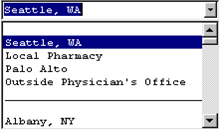 Seattle, WA
Seattle, WA
Local Pharmacy
Palo Alto
Outside Physician's Office
Albany, NY